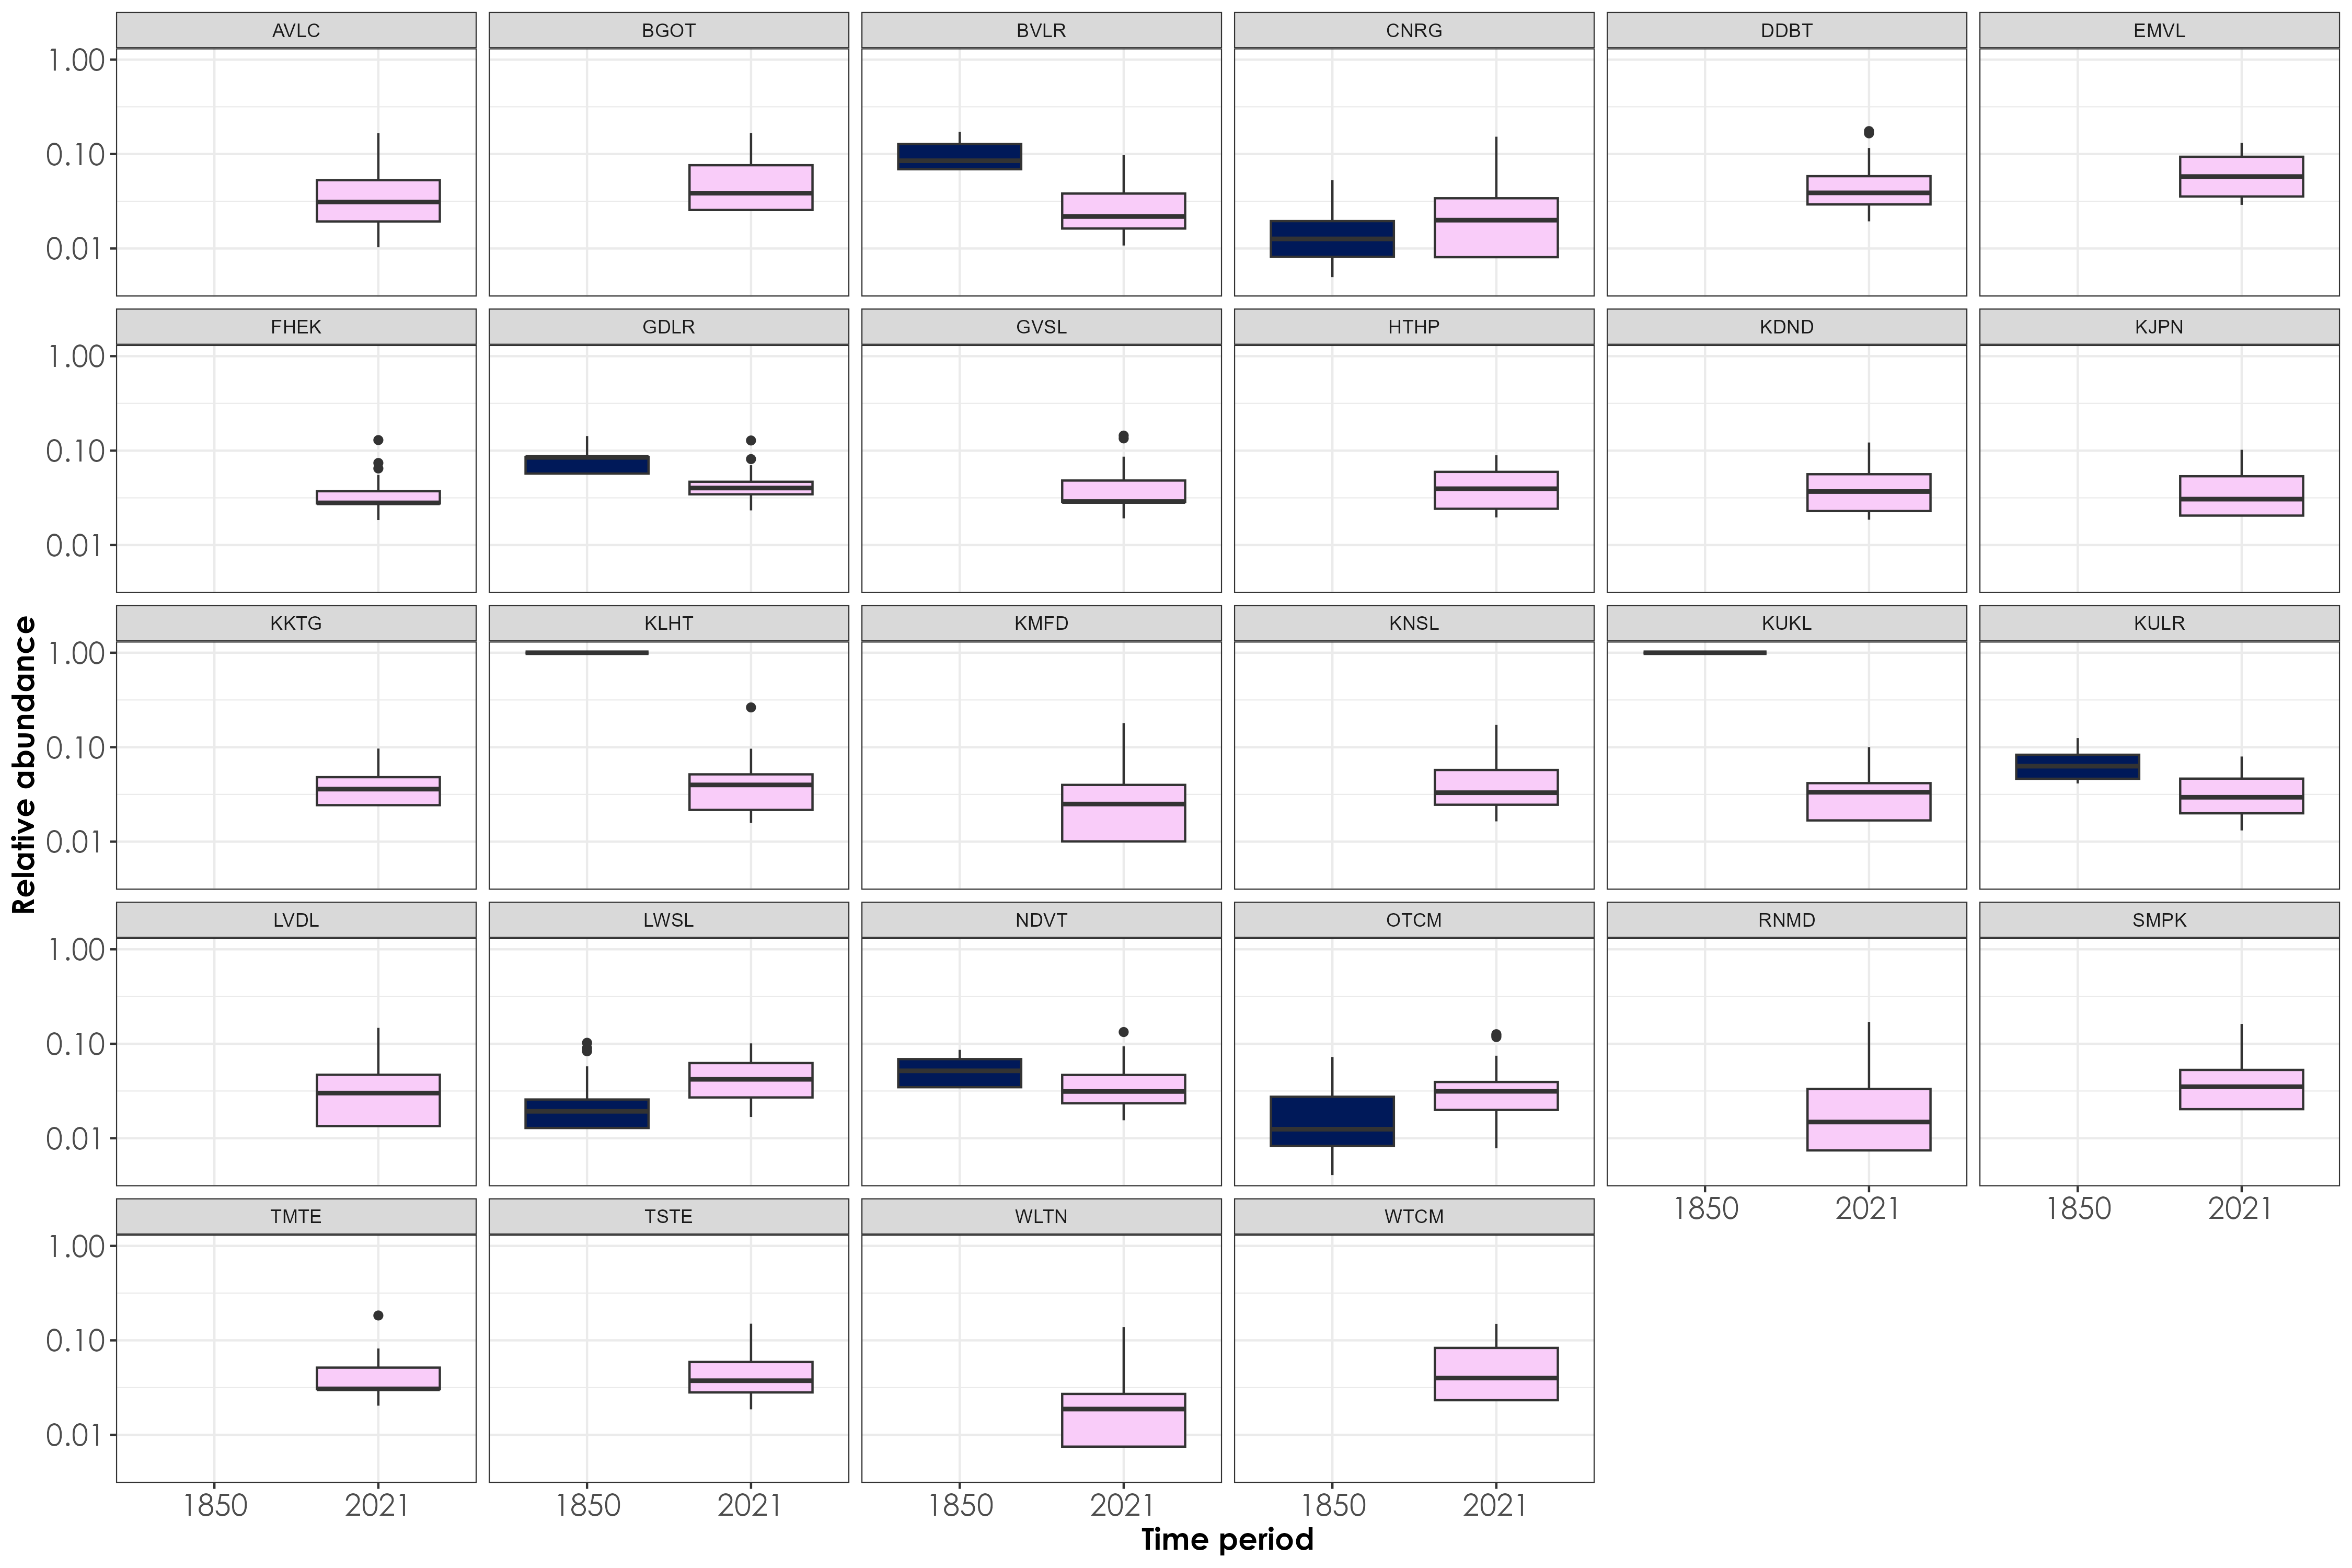 AVLC BGOT BVLR CNRG DDBT EMVL
1.00
0.10
0.01
FHEK GDLR GVSL HTHP KDND KJPN
1.00
0.10
0.01
KKTG KLHT KMFD KNSL KUKL KULR
1.00
0.10
0.01
LVDL LWSL NDVT OTCM RNMD SMPK
1.00
0.10
0.01
1850 2021 1850 2021
TMTE TSTE WLTN WTCM
1.00
0.10
0.01
1850 2021 1850 2021 1850 2021 1850 2021
Time period
Relative abundance